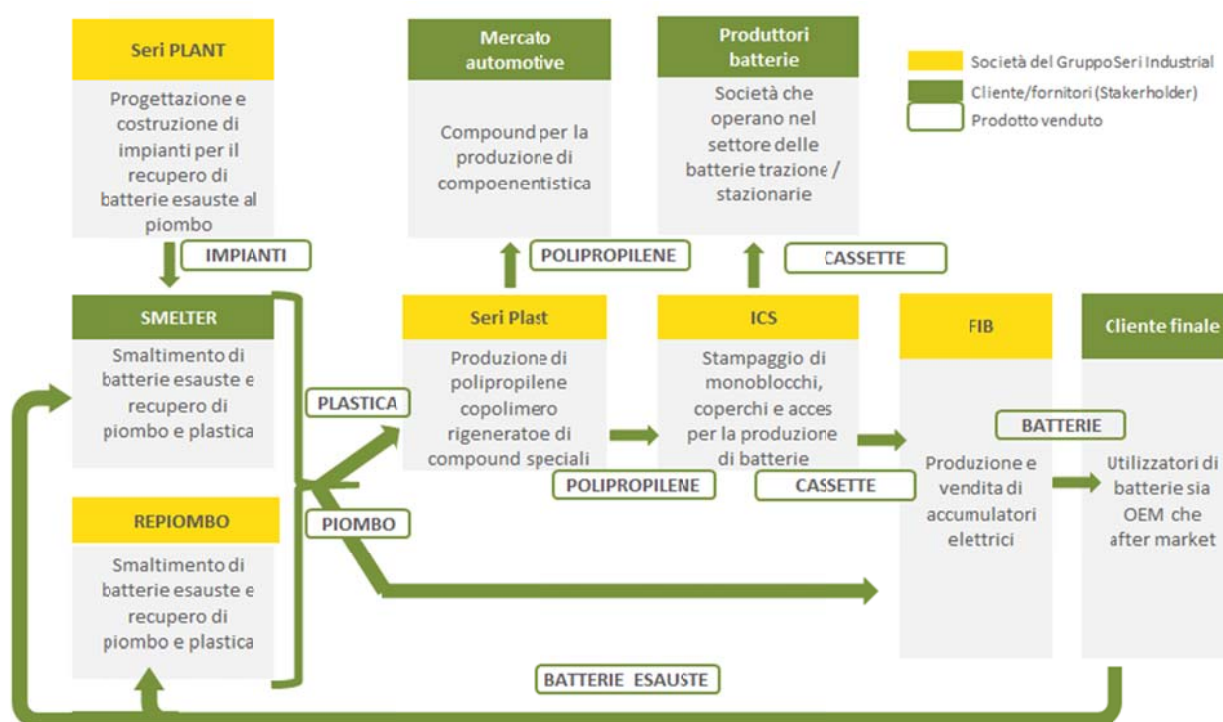 Seri PLANT
Progettazione e
costruzione di
impianti per il
recupero di
batterie esauste al
piombo
Mercato
automotive
Compound per la
produzione di
compoenentistica
Produttori
batterie
Società che
operano nel
settore delle
batterie trazione /
stazionarie
Società del Gruppo Seri Industrial
Cliente/fornitori (Stakerholder)
Prodotto venduto
IMPIANTI
POLIPROPILENE
CASSETTE
SMELTER
Smaltimento di
batterie esauste e
recupero di
piombo e plastica
REPIOMBO
Smaltimento di
batterie esauste e
recupero di
piombo e plastica
PLASTICA
PIOMBO
Seri Plast
Produzione di
polipropilene
copolimero
rigeneratoe di
compound speciali
POLIPROPILENE
ICS
Stampaggio di
monoblocchi,
coperchi e acces
per la produzione
di batterie
CASSETTE
FIB
Produzione e
vendita di
accumulatori
elettrici
BATTERIE
Cliente finale
Utilizzatori di
batterie sia
OEM che
after market
BATTERIE ESAUSTE